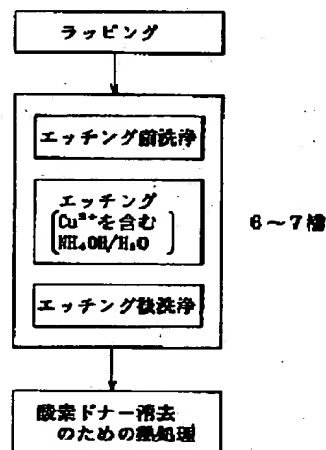 ラッピング
エッチング前洗浄
エッチング
Cu²⁺を含む
NH₄OH/H₂O
エッチング後洗浄
6〜7槽
酸素ドナー消去
のための熱処理